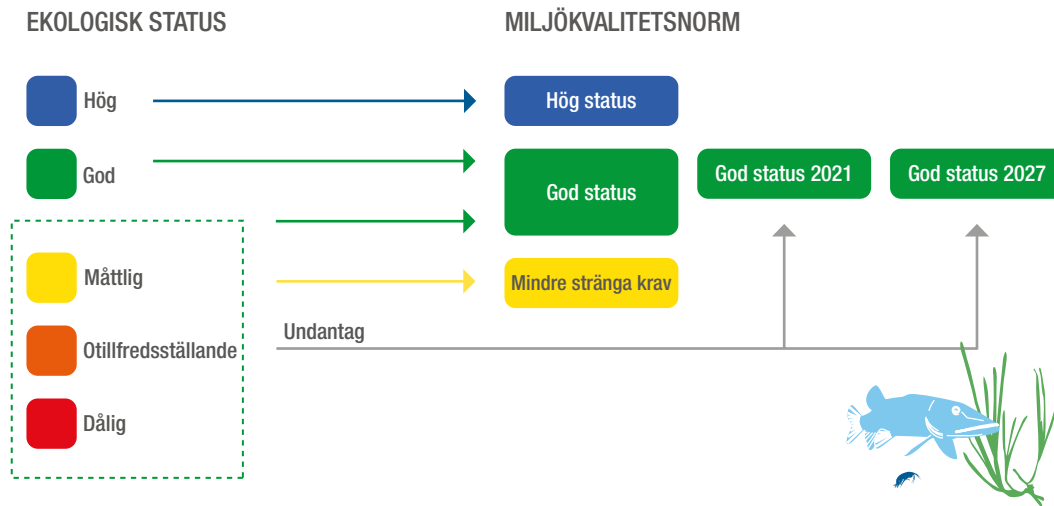 EKOLOGISK STATUS
MILJÖKVALITETSNORM
Hög
Hög status
God
God status
God status 2021
God status 2027
Måttlig
Mindre stränga krav
Undantag
Otillfredsställande
Dålig